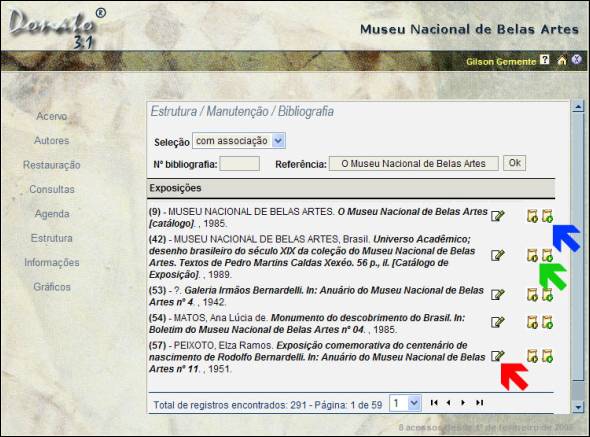 Donato®
3.1
Museu Nacional de Belas Artes
Gilson Gemente ?
Acervo
Autores
Restauração
Consultas
Agenda
Estrutura
Informações
Gráficos
Estrutura / Manutenção / Bibliografia
Seleção com associação
Nº bibliografia: Referência: O Museu Nacional de Belas Artes Ok
Exposições
(9) - MUSEU NACIONAL DE BELAS ARTES. O Museu Nacional de Belas Artes
[catálogo]. , 1985.
(42) - MUSEU NACIONAL DE BELAS ARTES, Brasil. Universo Acadêmico;
desenho brasileiro do século XIX da coleção do Museu Nacional de Belas
Artes. Textos de Pedro Martins Caldas Xexéo. 56 p., il. [Catálogo de
Exposição]. , 1989.
(53) - ?. Galeria Irmãos Bernardelli. In: Anuário do Museu Nacional de Belas
Artes nº 4. , 1942.
(54) - MATOS, Ana Lúcia de. Monumento do descobrimento do Brasil. In:
Boletim do Museu Nacional de Belas Artes nº 04. , 1985.
(57) - PEIXOTO, Elza Ramos. Exposição comemorativa do centenário de
nascimento de Rodolfo Bernardelli. In: Anuário do Museu Nacional de Belas
Artes nº 11. , 1951.
Total de registros encontrados: 291 - Página: 1 de 59 1
8 acessos desde 1º de fevereiro de